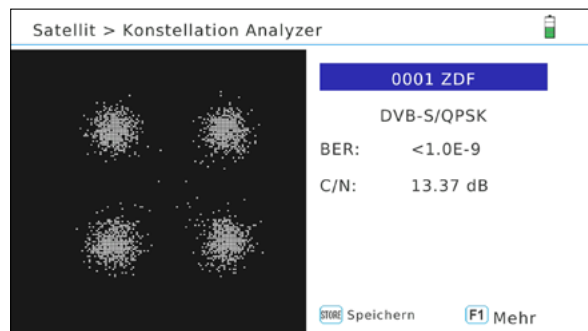 Satellit > Konstellation Analyzer
0001 ZDF
DVB-S/QPSK
BER: <1.0E-9
C/N: 13.37 dB
STORE Speichern F1 Mehr